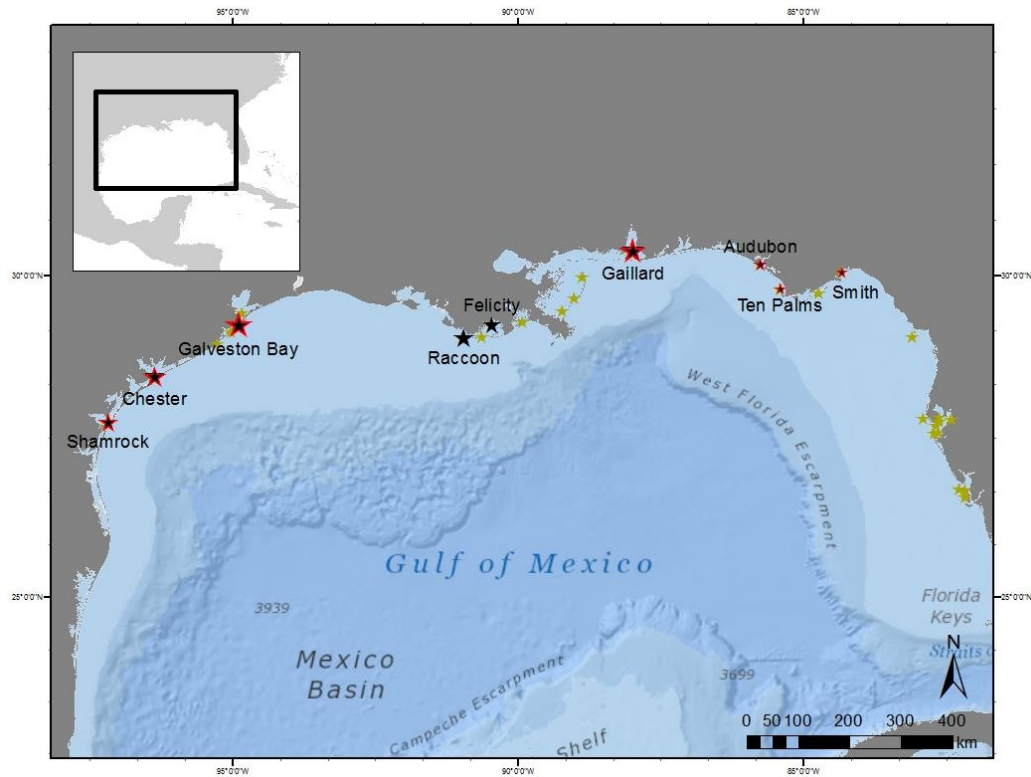 95°0'0"W
90°0'0"W
85°0'0"W
30°0'0"N
30°0'0"N
Audubon
Gaillard
Ten Palms
Smith
Felicity
Raccoon
Galveston Bay
Chester
Shamrock
West Florida Escarpment
Gulf of Mexico
25°0'0"N
25°0'0"N
3939
Florida
Keys
N
Straits
Mexico
Basin
3699
Campeche Escarpment
Shelf
0 50 100 200 300 400
km
95°0'0"W
90°0'0"W
85°0'0"W